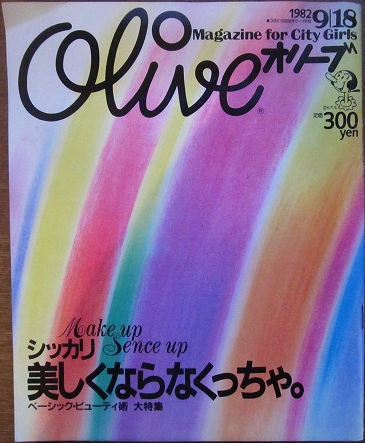 1982 9|18
Magazine for City Girls
Olive オリーブ
®
定価 300
yen
Make up
シッカリ Sence up
美しくならなくっちゃ。
ベーシック・ビューティ術 大特集